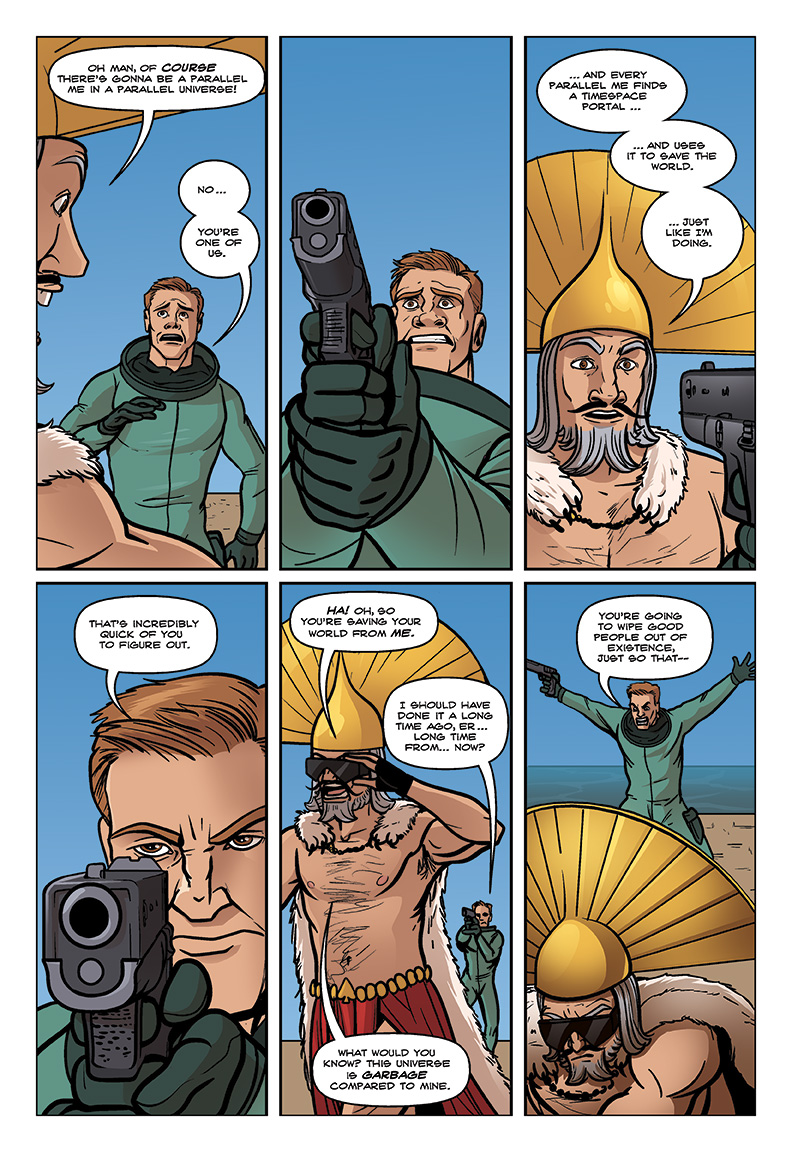 OH MAN, OF COURSE
THERE'S GONNA BE A PARALLEL
ME IN A PARALLEL UNIVERSE!
NO...
YOU'RE
ONE OF
US.
... AND EVERY
PARALLEL ME FINDS
A TIMESPACE
PORTAL ...
... AND USES
IT TO SAVE THE
WORLD.
... JUST
LIKE I'M
DOING.
THAT'S INCREDIBLY
QUICK OF YOU
TO FIGURE OUT.
HA! OH, SO
YOU'RE SAVING YOUR
WORLD FROM ME.
I SHOULD HAVE
DONE IT A LONG
TIME AGO, ER...
LONG TIME
FROM... NOW?
WHAT WOULD YOU
KNOW? THIS UNIVERSE
IS GARBAGE
COMPARED TO MINE.
YOU'RE GOING
TO WIPE GOOD
PEOPLE OUT OF
EXISTENCE,
JUST SO THAT--